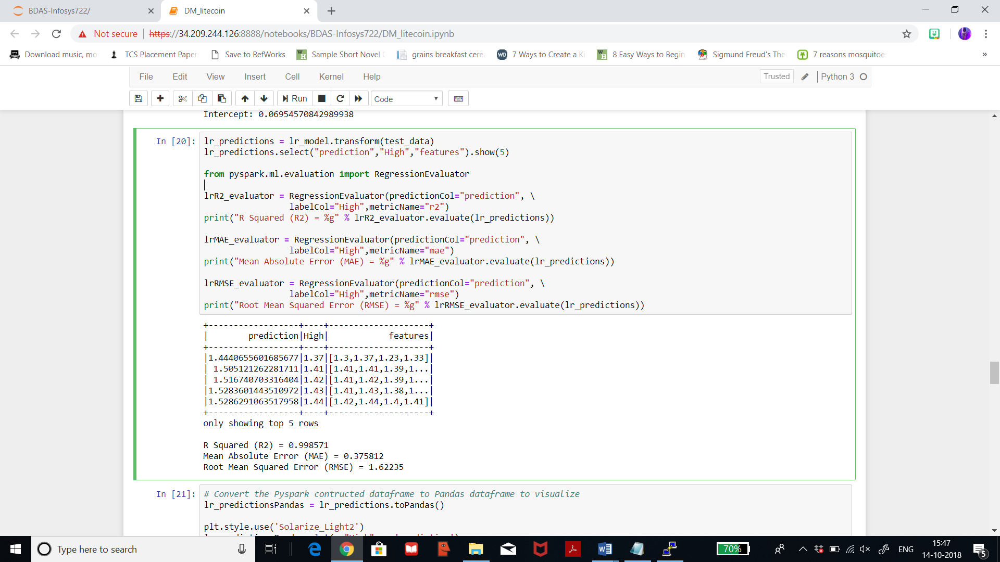 BDAS-Infosys722/
DM_litecoin
Not secure | https://34.209.244.126:8888/notebooks/BDAS-Infosys722/DM_litecoin.ipynb
Download music, mo
TCS Placement Paper
Save to RefWorks
Sample Short Novel
grains breakfast cere
7 Ways to Create a Ki
8 Easy Ways to Begin
Sigmund Freud's The
7 reasons mosquitoe
»
File Edit View Insert Cell Kernel Help
Trusted
Python 3
Run
Code
Intercept: 0.06954570842989938
In [20]:
lr_predictions = lr_model.transform(test_data)
lr_predictions.select("prediction","High","features").show(5)
from pyspark.ml.evaluation import RegressionEvaluator
lrR2_evaluator = RegressionEvaluator(predictionCol="prediction", \
labelCol="High",metricName="r2")
print("R Squared (R2) = %g" % lrR2_evaluator.evaluate(lr_predictions))
lrMAE_evaluator = RegressionEvaluator(predictionCol="prediction", \
labelCol="High",metricName="mae")
print("Mean Absolute Error (MAE) = %g" % lrMAE_evaluator.evaluate(lr_predictions))
lrRMSE_evaluator = RegressionEvaluator(predictionCol="prediction", \
labelCol="High",metricName="rmse")
print("Root Mean Squared Error (RMSE) = %g" % lrRMSE_evaluator.evaluate(lr_predictions))
+------------------+----+--------------------+
|        prediction|High|            features|
+------------------+----+--------------------+
|1.4440655601685677|1.37|[1.3,1.37,1.23,1.33]|
| 1.505121262281711|1.41|[1.41,1.41,1.39,1...|
| 1.516740703316404|1.42|[1.41,1.42,1.39,1...|
|1.5283601443510972|1.43|[1.41,1.43,1.38,1...|
|1.5286291063517958|1.44|[1.42,1.44,1.4,1.41]|
+------------------+----+--------------------+
only showing top 5 rows
R Squared (R2) = 0.998571
Mean Absolute Error (MAE) = 0.375812
Root Mean Squared Error (RMSE) = 1.62235
In [21]:
# Convert the Pyspark contructed dataframe to Pandas dataframe to visualize
lr_predictionsPandas = lr_predictions.toPandas()
plt.style.use('Solarize_Light2')
Type here to search
70%
ENG
15:47
14-10-2018
5